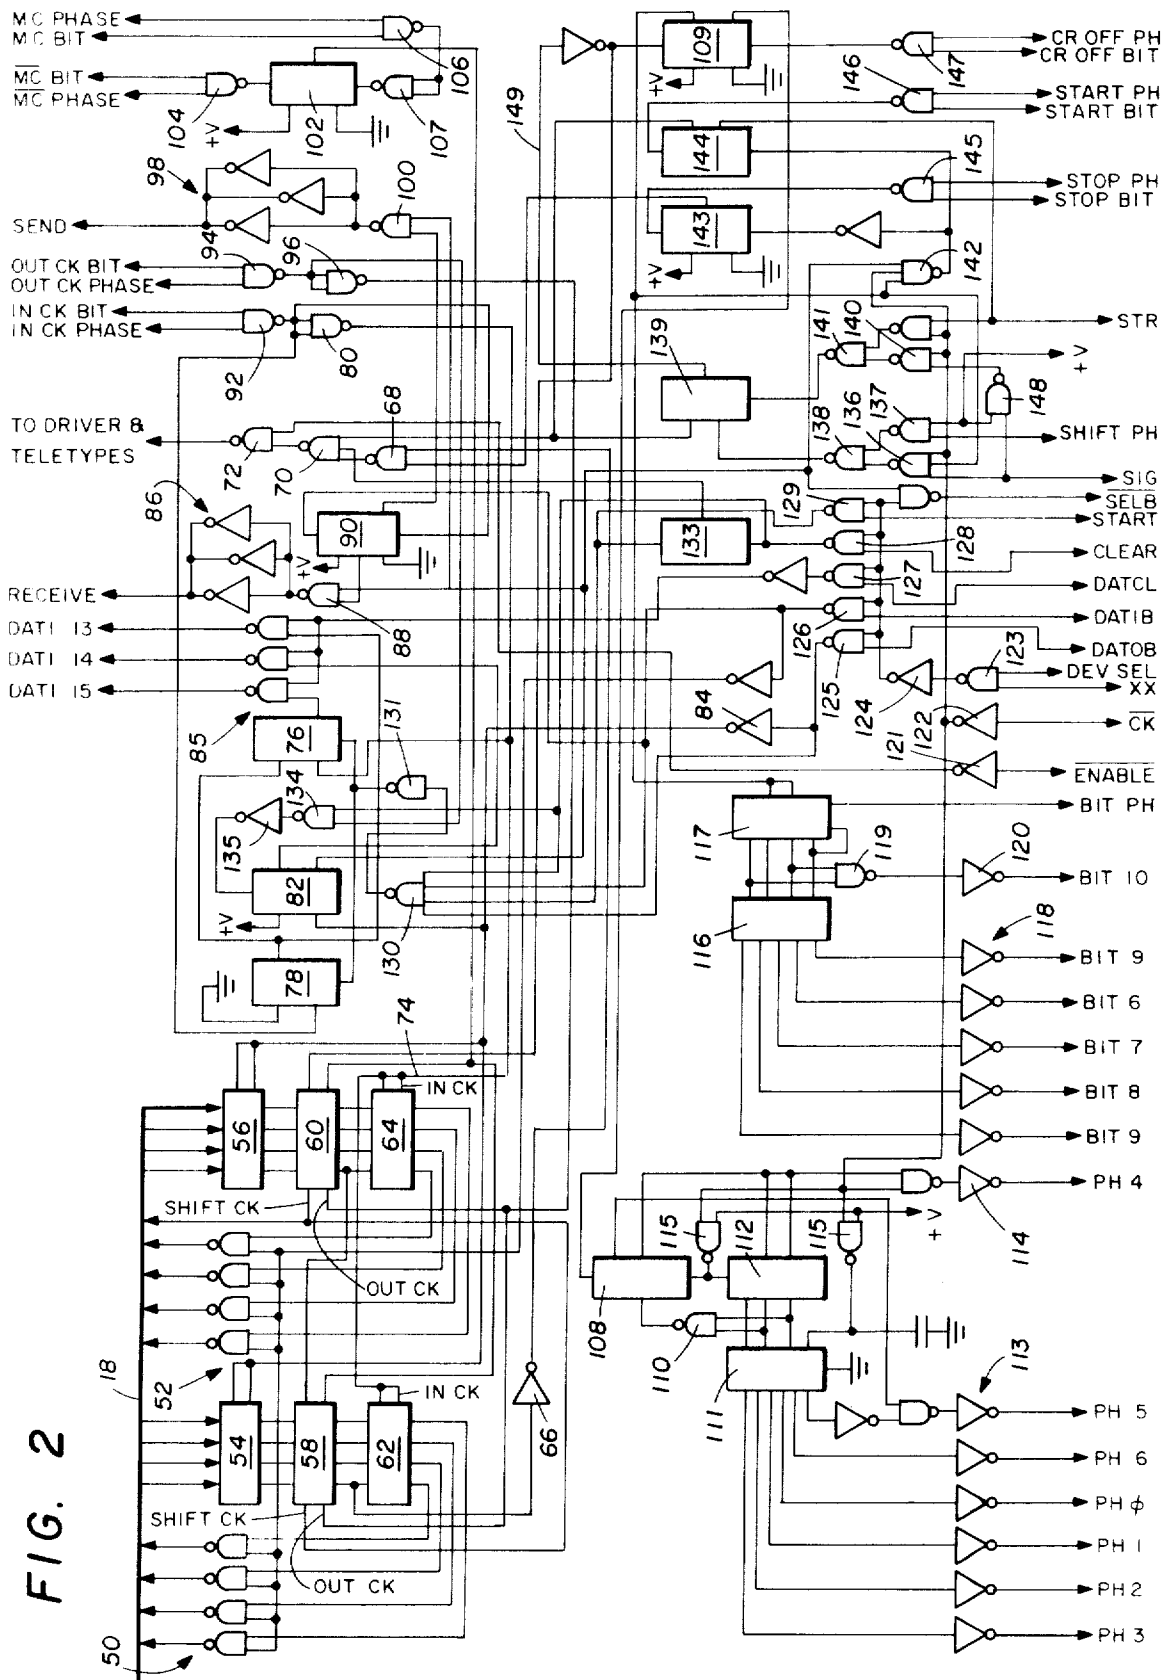 MC PHASE
MC BIT
M̅C̅ BIT
M̅C̅ PHASE
104
+V
102
107
106
98
SEND
100
OUT CK BIT
OUT CK PHASE
94
96
IN CK BIT
IN CK PHASE
92
80
TO DRIVER &
TELETYPES
72
70
68
86
90
+V
RECEIVE
88
DATI 13
DATI 14
DATI 15
85
76
131
134
135
82
+V
130
78
74
IN CK
56
60
64
SHIFT CK
OUT CK
18
52
IN CK
54
58
62
66
SHIFT CK
OUT CK
50
FIG. 2
149
109
+V
147
CR OFF PH
CR OFF BIT
146
START PH
START BIT
144
145
STOP PH
STOP BIT
143
+V
142
139
141
140
STR
+V
148
138
136
137
SHIFT PH
SIG
S̅E̅L̅B̅
START
129
133
128
CLEAR
127
DATCL
126
DATIB
125
DATOB
84
124
123
DEV SEL
XX
122
C̅K̅
121
E̅N̅A̅B̅L̅E̅
117
BIT PH
119
120
BIT 10
116
118
BIT 9
BIT 6
BIT 7
BIT 8
BIT 9
PH 4
114
115
115
+V
112
108
110
111
113
PH 5
PH 6
PH ϕ
PH 1
PH 2
PH 3